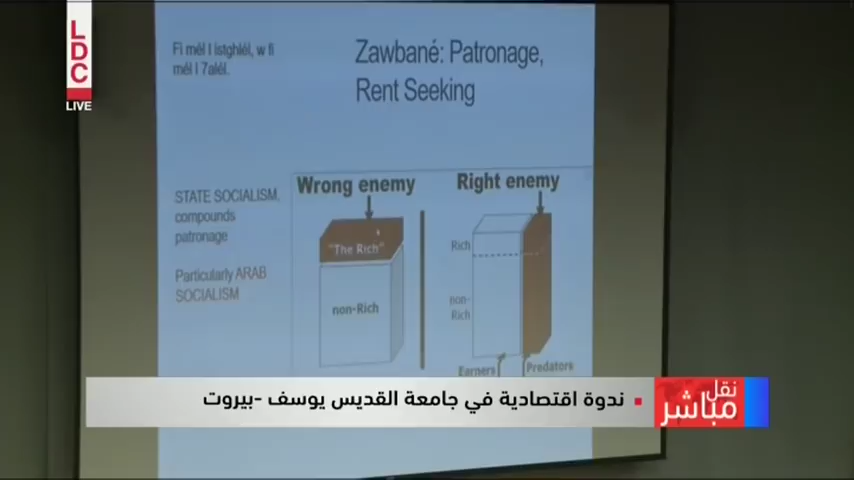 LDC
LIVE
Fi mél l istghlél, w fi
mél l 7alél.
Zawbané: Patronage,
Rent Seeking
STATE SOCIALISM,
compounds
patronage
Particularly ARAB
SOCIALISM
Wrong enemy
"The Rich"
non-Rich
Right enemy
Rich
non-
Rich
Earners
Predators
ندوة اقتصادية في جامعة القديس يوسف -بيروت
نقل
مباشر